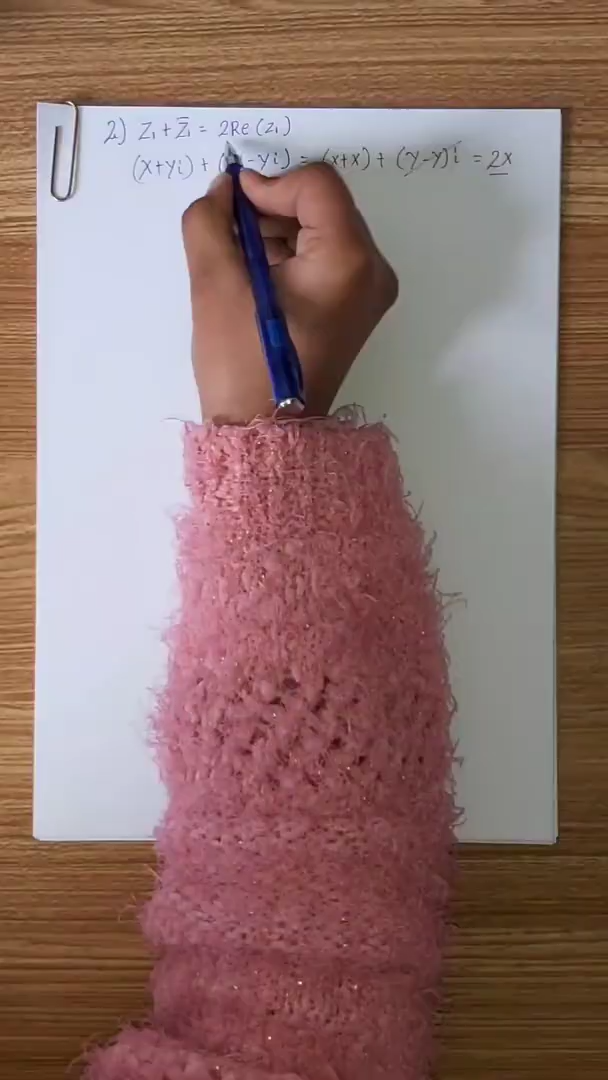 2) Z₁ + Z̄₁ = 2Re (Z₁)
(x+yi) + ( -yi) = (x+x) + (y-y)i = 2x